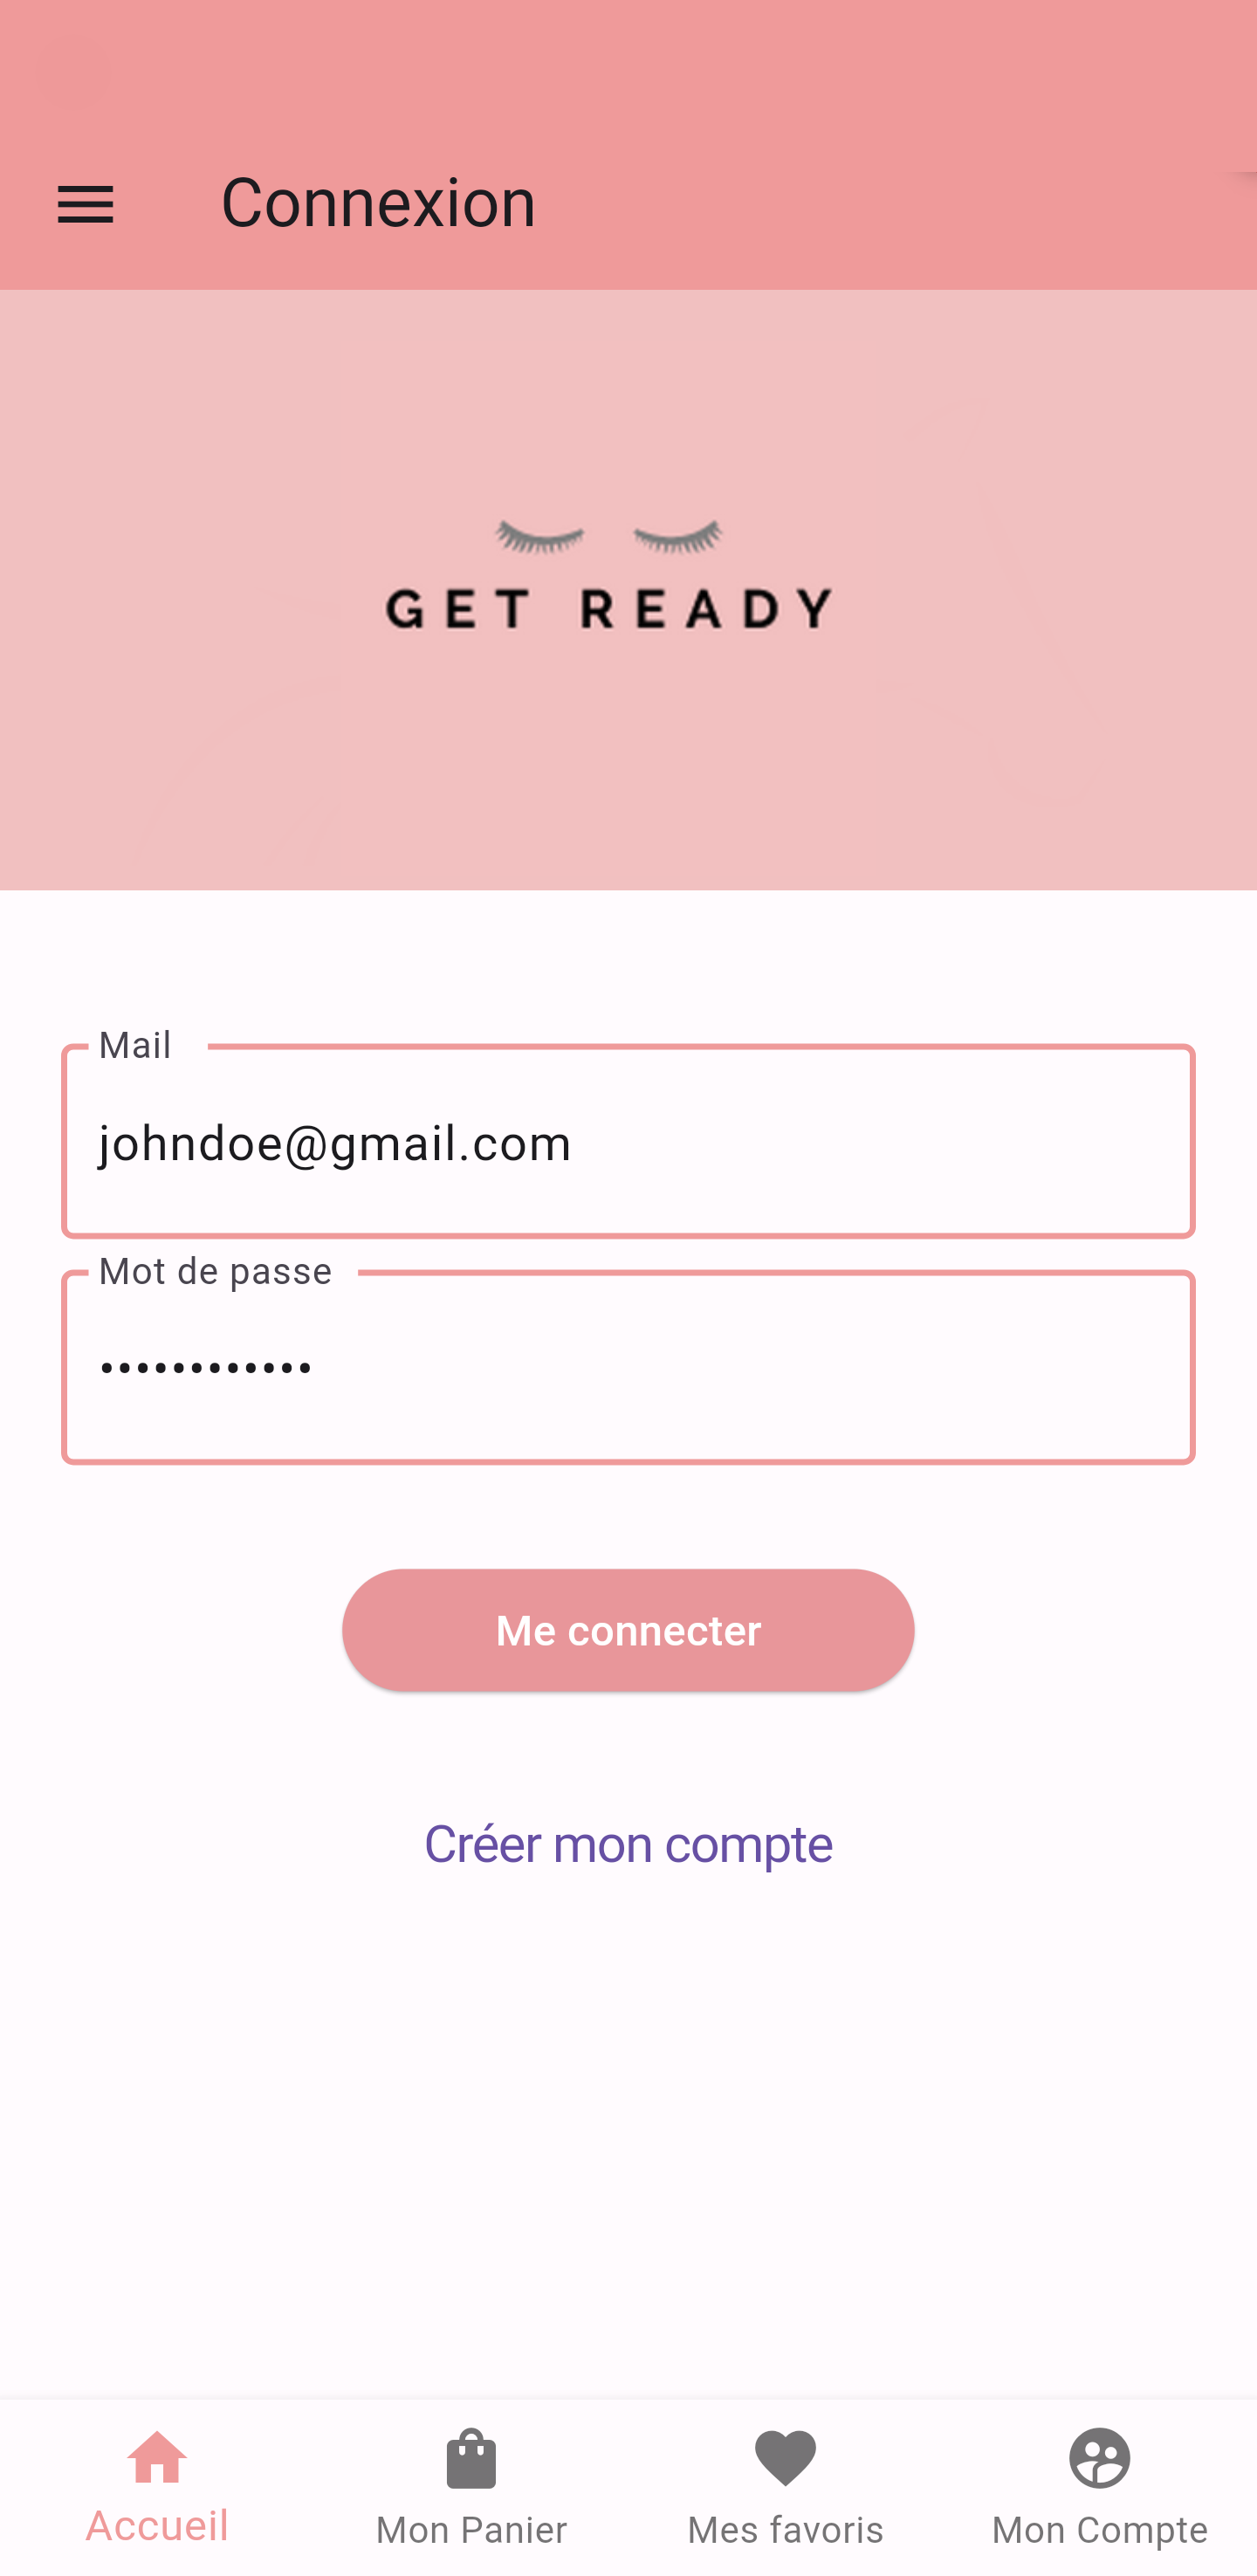 Connexion
GET READY
Mail
johndoe@gmail.com
Mot de passe
••••••••••••
Me connecter
Créer mon compte
Accueil
Mon Panier
Mes favoris
Mon Compte